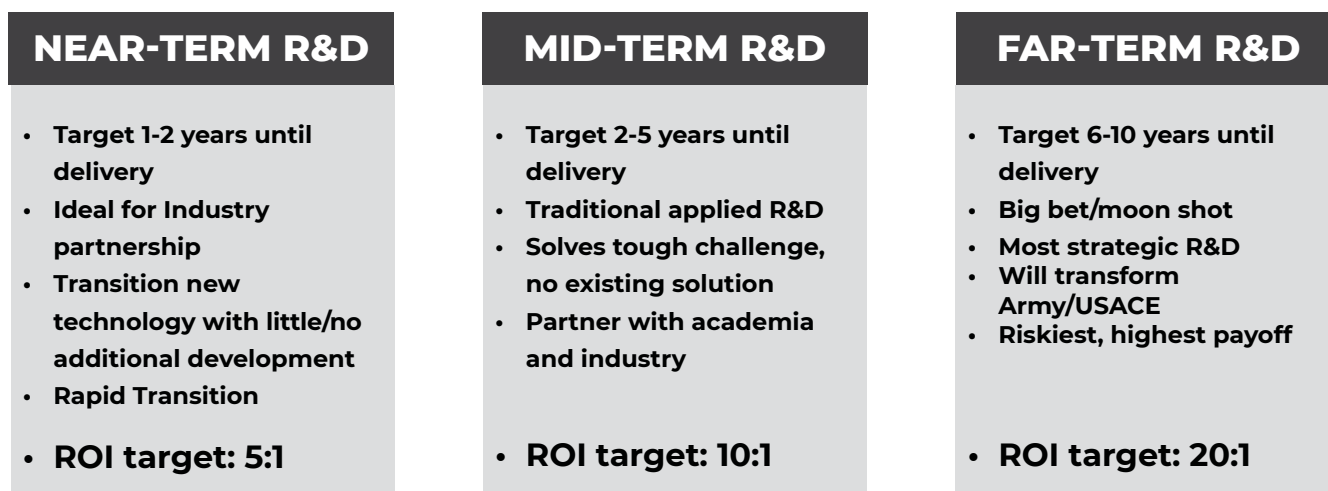 NEAR-TERM R&D
• Target 1-2 years until
delivery
• Ideal for Industry
partnership
• Transition new
technology with little/no
additional development
• Rapid Transition
• ROI target: 5:1
MID-TERM R&D
• Target 2-5 years until
delivery
• Traditional applied R&D
• Solves tough challenge,
no existing solution
• Partner with academia
and industry
• ROI target: 10:1
FAR-TERM R&D
• Target 6-10 years until
delivery
• Big bet/moon shot
• Most strategic R&D
• Will transform
Army/USACE
• Riskiest, highest payoff
• ROI target: 20:1